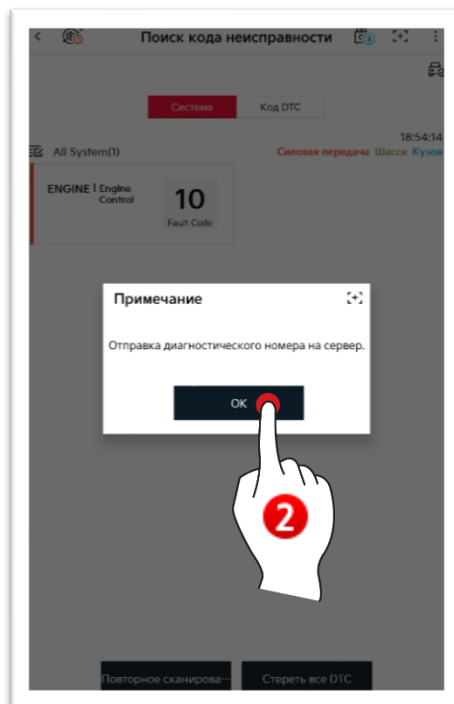 Поиск кода неисправности
Система
Код DTC
18:54:14
All System(1)
Силовая передача Шасси Кузов
ENGINE | Engine
Control
10
Fault Code
Примечание
Отправка диагностического номера на сервер.
OK
2
Повторное сканирова···
Стереть все DTC